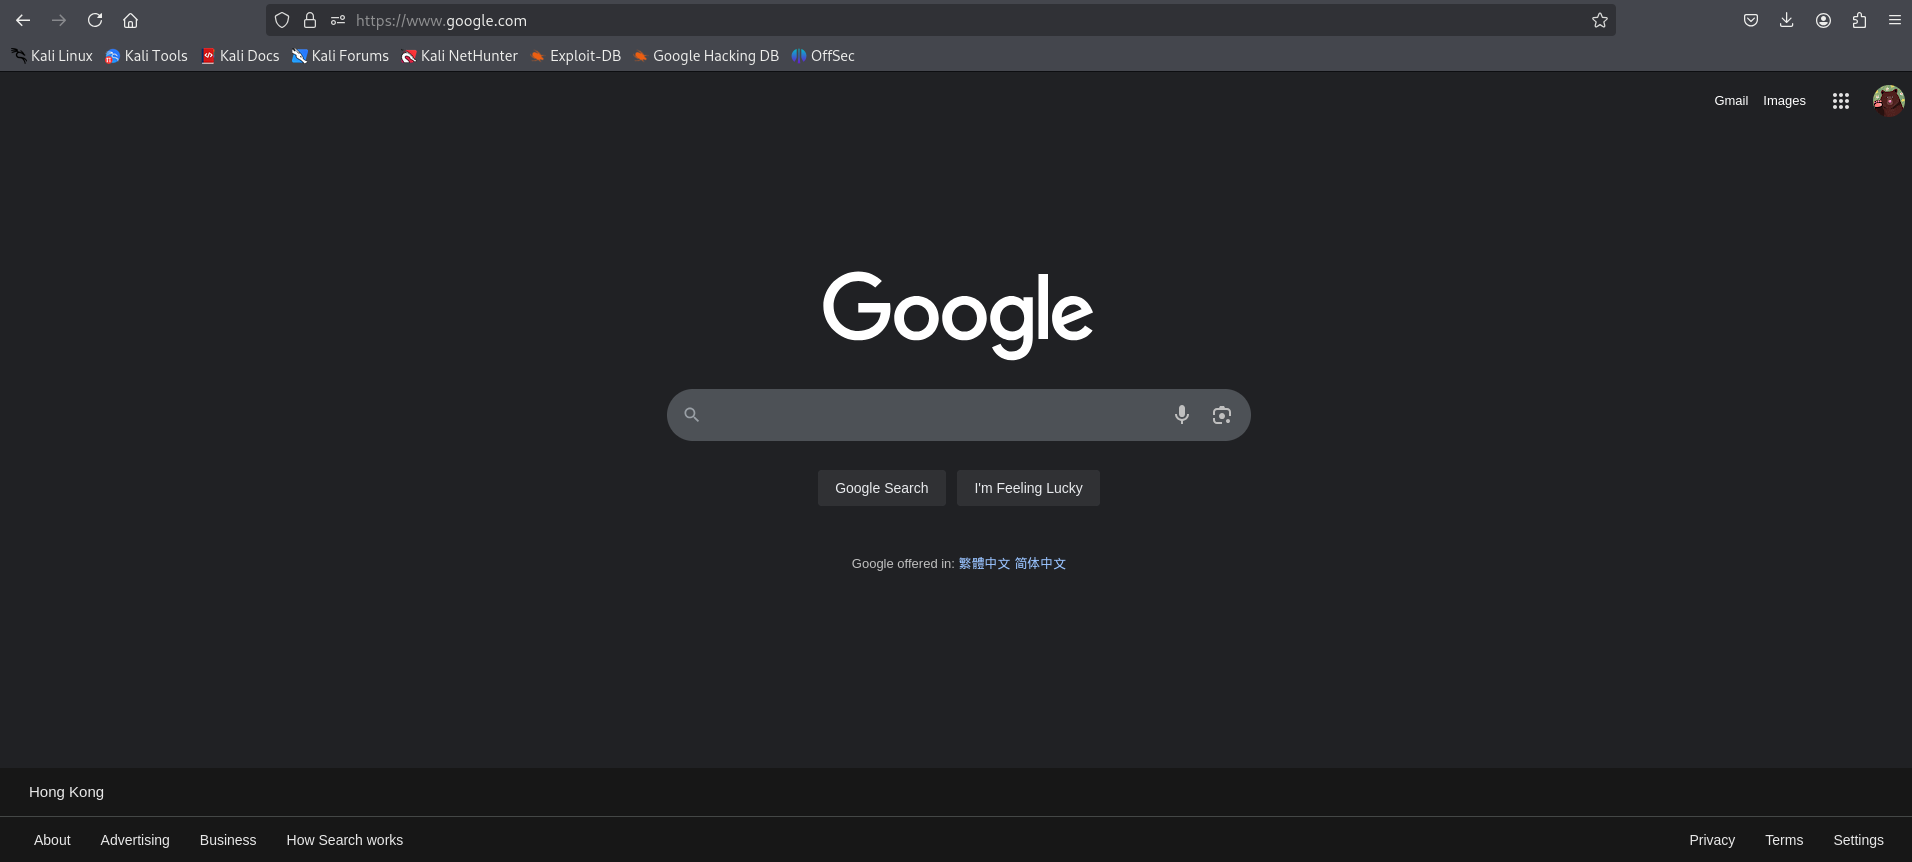 https://www.google.com
Kali Linux Kali Tools Kali Docs Kali Forums Kali NetHunter Exploit-DB Google Hacking DB OffSec
Gmail Images
Google
Google Search I'm Feeling Lucky
Google offered in: 繁體中文 简体中文
Hong Kong
About Advertising Business How Search works Privacy Terms Settings